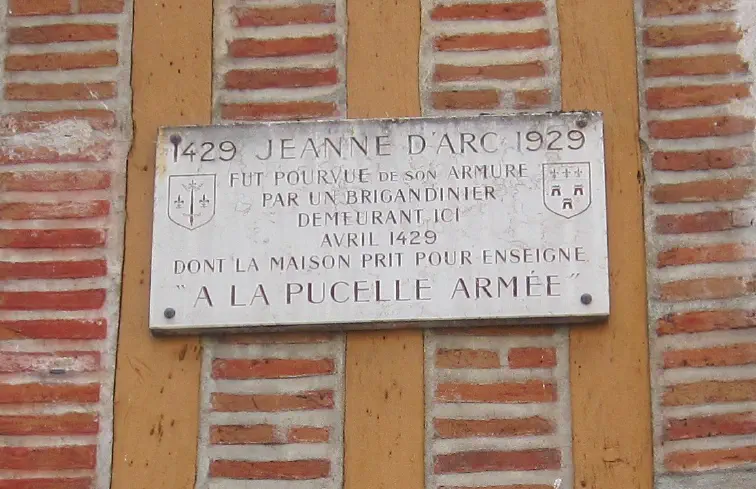 1429 JEANNE D'ARC 1929
FUT POURVUE DE SON ARMURE
PAR UN BRIGANDINIER
DEMEURANT ICI
AVRIL 1429
DONT LA MAISON PRIT POUR ENSEIGNE
"A LA PUCELLE ARMÉE"